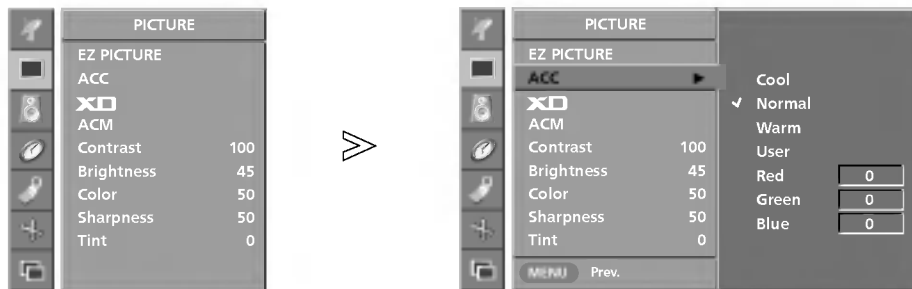 PICTURE
EZ PICTURE
ACC
XD
ACM
Contrast 100
Brightness 45
Color 50
Sharpness 50
Tint 0
PICTURE
EZ PICTURE
ACC
XD
ACM
Contrast 100
Brightness 45
Color 50
Sharpness 50
Tint 0
MENU Prev.
Cool
Normal
Warm
User
Red 0
Green 0
Blue 0